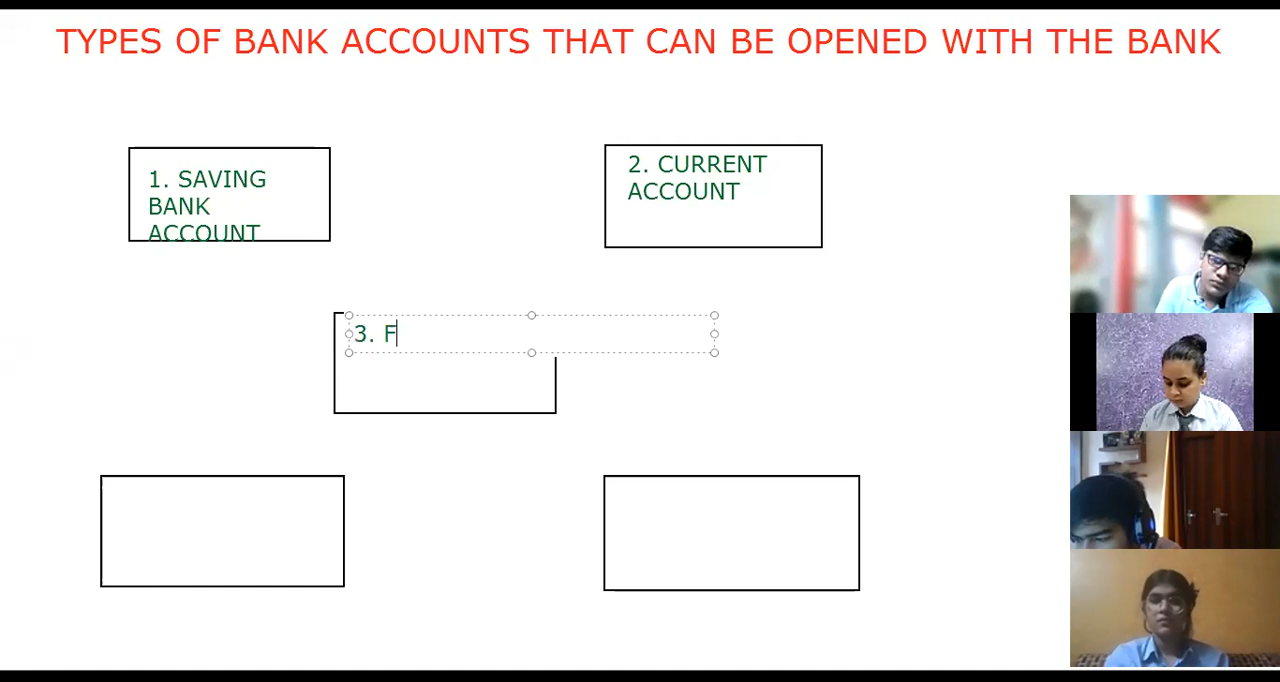 TYPES OF BANK ACCOUNTS THAT CAN BE OPENED WITH THE BANK
1. SAVING
BANK
ACCOUNT
2. CURRENT
ACCOUNT
3. F